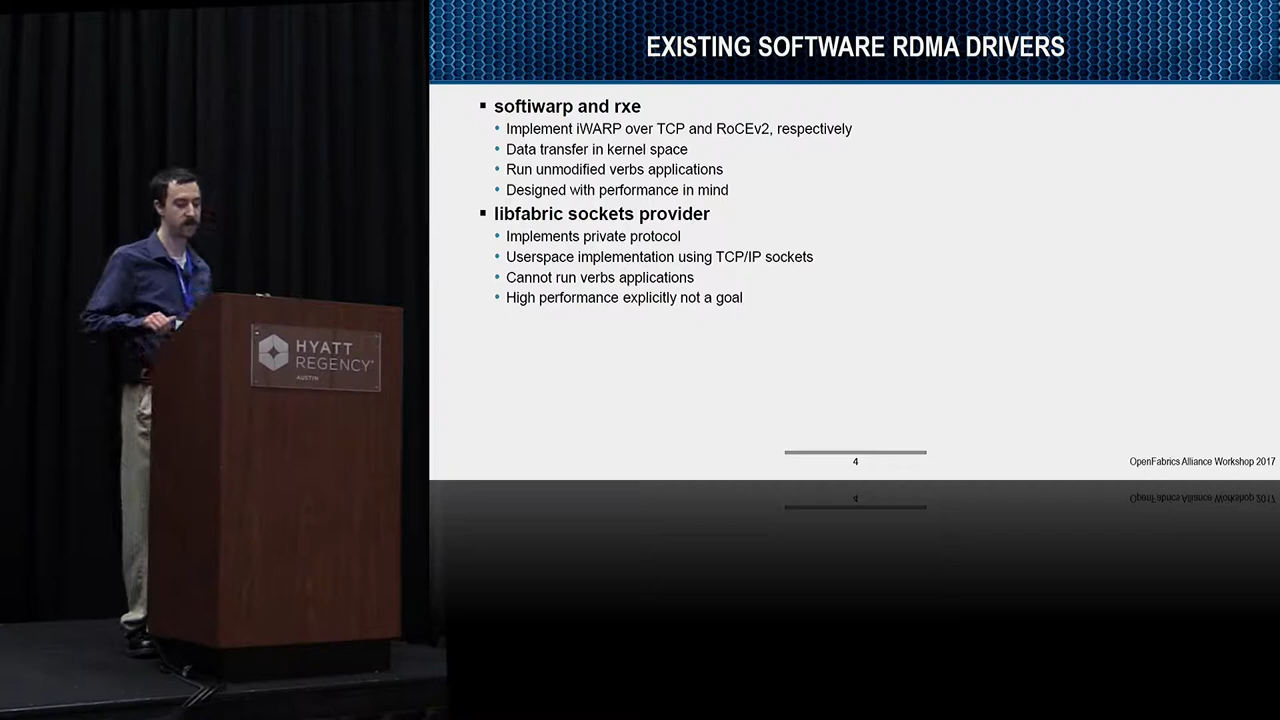 EXISTING SOFTWARE RDMA DRIVERS
▪ softiwarp and rxe
• Implement iWARP over TCP and RoCEv2, respectively
• Data transfer in kernel space
• Run unmodified verbs applications
• Designed with performance in mind
▪ libfabric sockets provider
• Implements private protocol
• Userspace implementation using TCP/IP sockets
• Cannot run verbs applications
• High performance explicitly not a goal
4
OpenFabrics Alliance Workshop 2017
HYATT
REGENCY
AUSTIN